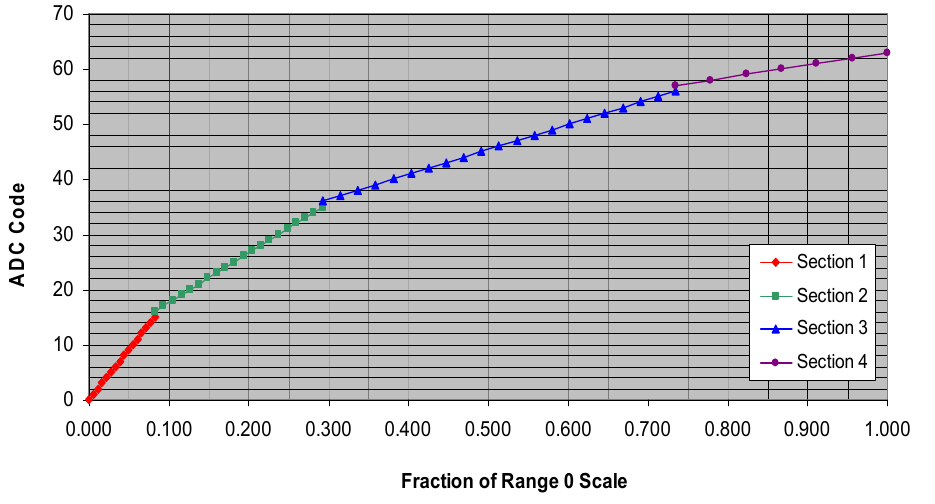 70
60
50
40
30
20
10
0
ADC Code
Section 1
Section 2
Section 3
Section 4
0.000 0.100 0.200 0.300 0.400 0.500 0.600 0.700 0.800 0.900 1.000
Fraction of Range 0 Scale